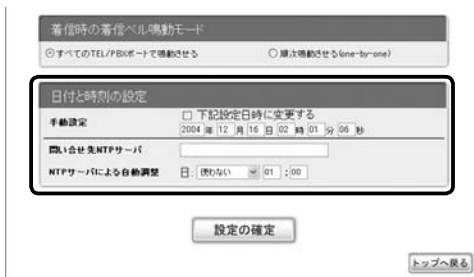 着信時の着信ベル鳴動モード
すべてのTEL/PBXポートで鳴動させる 順次鳴動させる(one-by-one)
日付と時刻の設定
手動設定 下記設定日時に変更する
2004 年 12 月 16 日 02 時 01 分 06 秒
問い合せ先NTPサーバ
NTPサーバによる自動調整 日: 使わない 01 : 00
設定の確定
トップへ戻る